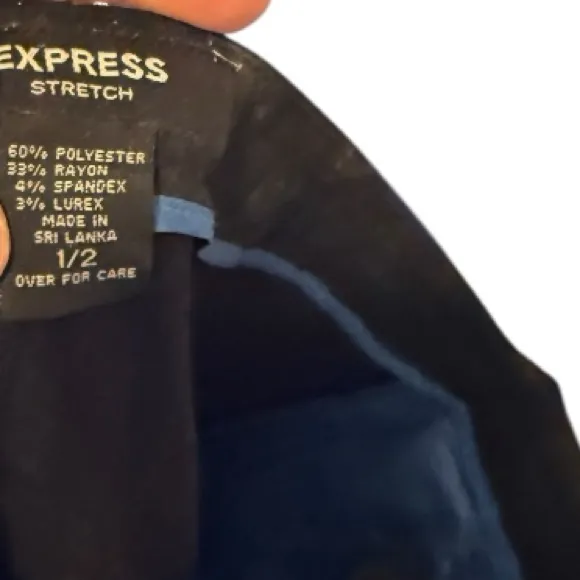 EXPRESS
STRETCH
60% POLYESTER
33% RAYON
4% SPANDEX
3% LUREX
MADE IN
SRI LANKA
1/2
OVER FOR CARE